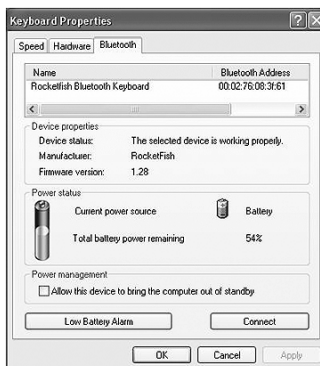 Keyboard Properties
Speed Hardware Bluetooth
Name Bluetooth Address
Rocketfish Bluetooth Keyboard 00:02:76:08:3f:61
Device properties
Device status: The selected device is working properly.
Manufacturer: RocketFish
Firmware version: 1.28
Power status
Current power source Battery
Total battery power remaining 54%
Power management
Allow this device to bring the computer out of standby
Low Battery Alarm Connect
OK Cancel Apply